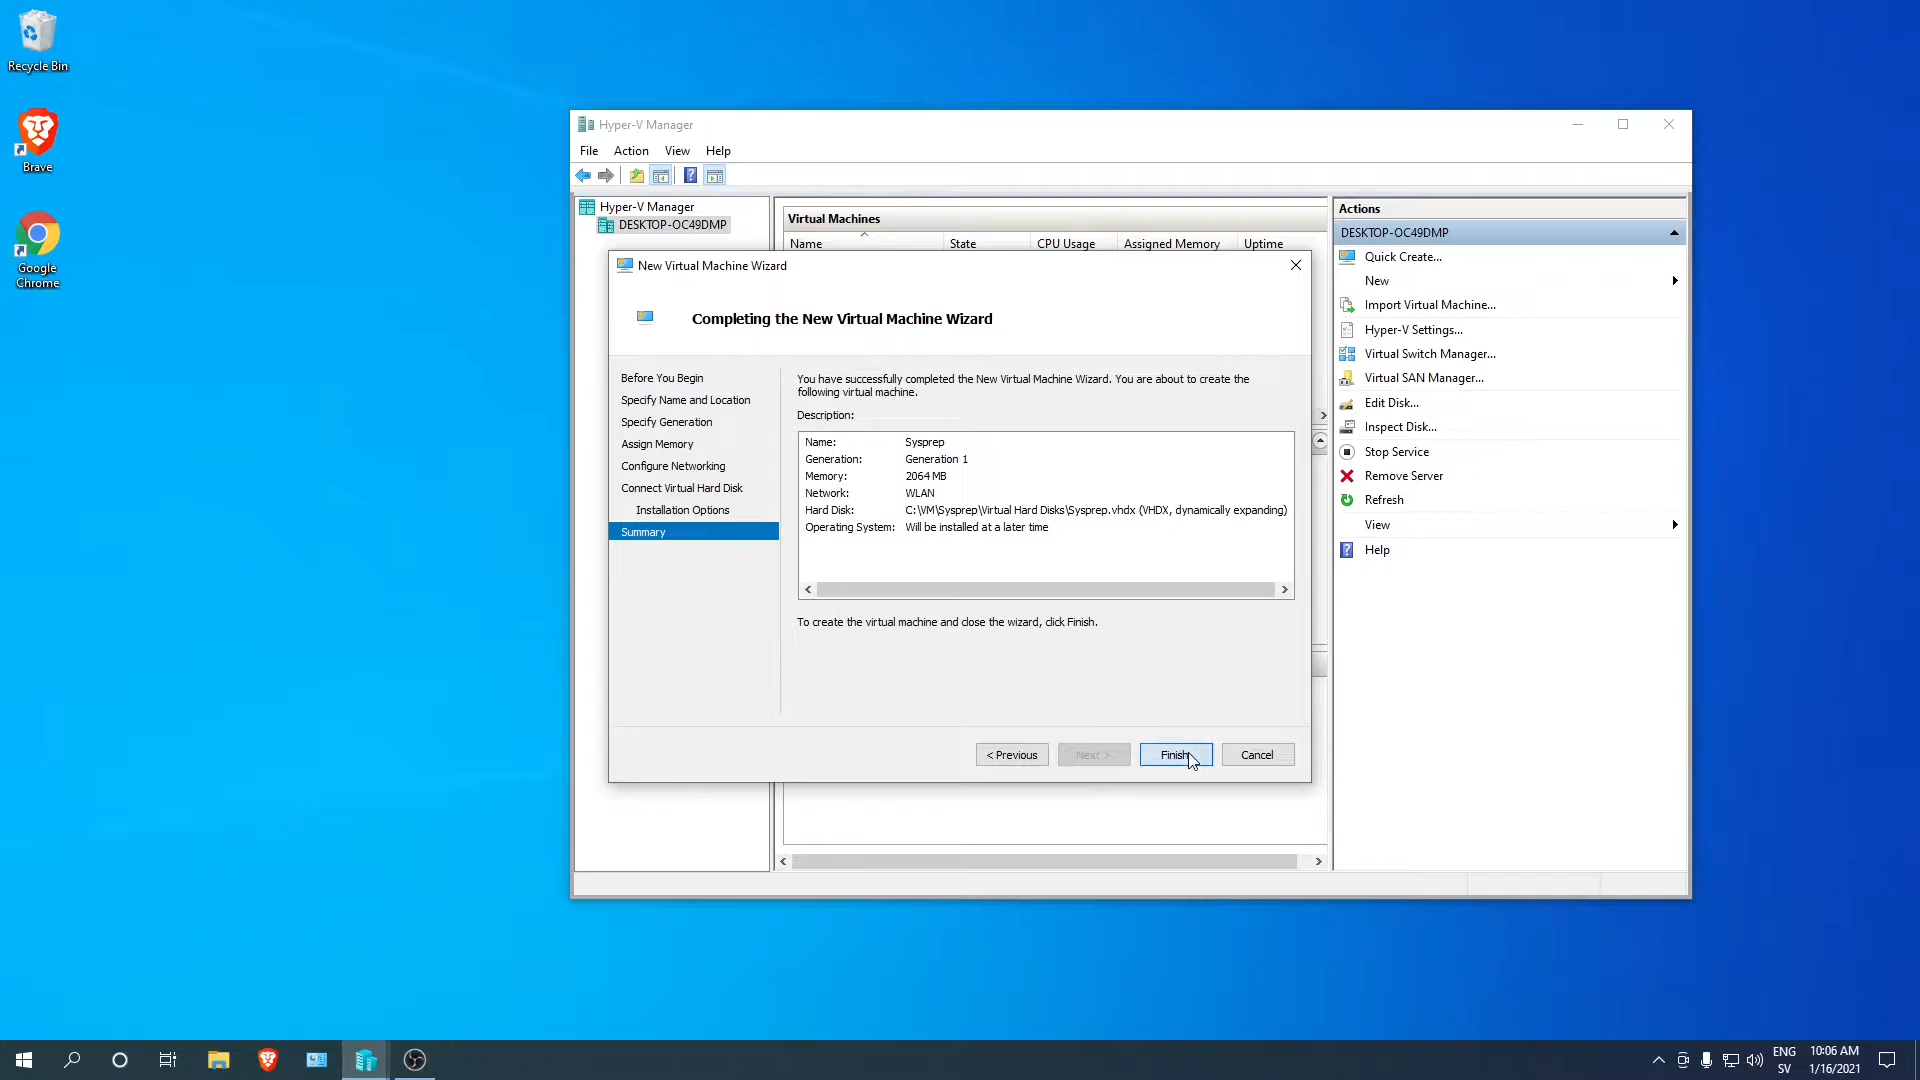 Recycle Bin
Brave
Google
Chrome
Hyper-V Manager
File Action View Help
Hyper-V Manager
DESKTOP-OC49DMP
Virtual Machines
Name State CPU Usage Assigned Memory Uptime
New Virtual Machine Wizard
Completing the New Virtual Machine Wizard
Before You Begin
Specify Name and Location
Specify Generation
Assign Memory
Configure Networking
Connect Virtual Hard Disk
Installation Options
Summary
You have successfully completed the New Virtual Machine Wizard. You are about to create the
following virtual machine.
Description:
Name: Sysprep
Generation: Generation 1
Memory: 2064 MB
Network: WLAN
Hard Disk: C:\VM\Sysprep\Virtual Hard Disks\Sysprep.vhdx (VHDX, dynamically expanding)
Operating System: Will be installed at a later time
To create the virtual machine and close the wizard, click Finish.
< Previous Next > Finish Cancel
Actions
DESKTOP-OC49DMP
Quick Create...
New
Import Virtual Machine...
Hyper-V Settings...
Virtual Switch Manager...
Virtual SAN Manager...
Edit Disk...
Inspect Disk...
Stop Service
Remove Server
Refresh
View
Help
ENG 10:06 AM
SV 1/16/2021